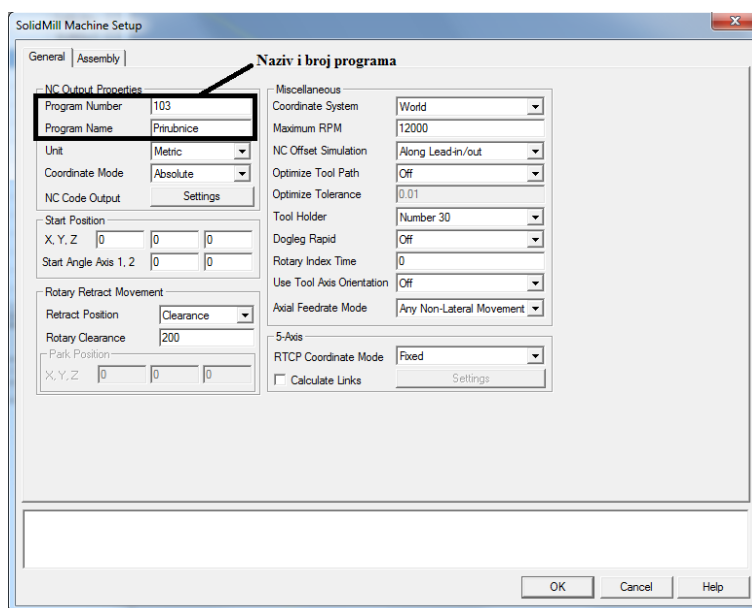 SolidMill Machine Setup
General
Assembly
Naziv i broj programa
NC Output Properties
Program Number 103
Program Name Prirubnice
Unit Metric
Coordinate Mode Absolute
NC Code Output Settings
Start Position
X, Y, Z 0 0 0
Start Angle Axis 1, 2 0 0
Rotary Retract Movement
Retract Position Clearance
Rotary Clearance 200
Park Position
X, Y, Z 0 0 0
Miscellaneous
Coordinate System World
Maximum RPM 12000
NC Offset Simulation Along Lead-in/out
Optimize Tool Path Off
Optimize Tolerance 0.01
Tool Holder Number 30
Dogleg Rapid Off
Rotary Index Time 0
Use Tool Axis Orientation Off
Axial Feedrate Mode Any Non-Lateral Movement
5-Axis
RTCP Coordinate Mode Fixed
Calculate Links Settings
OK Cancel Help